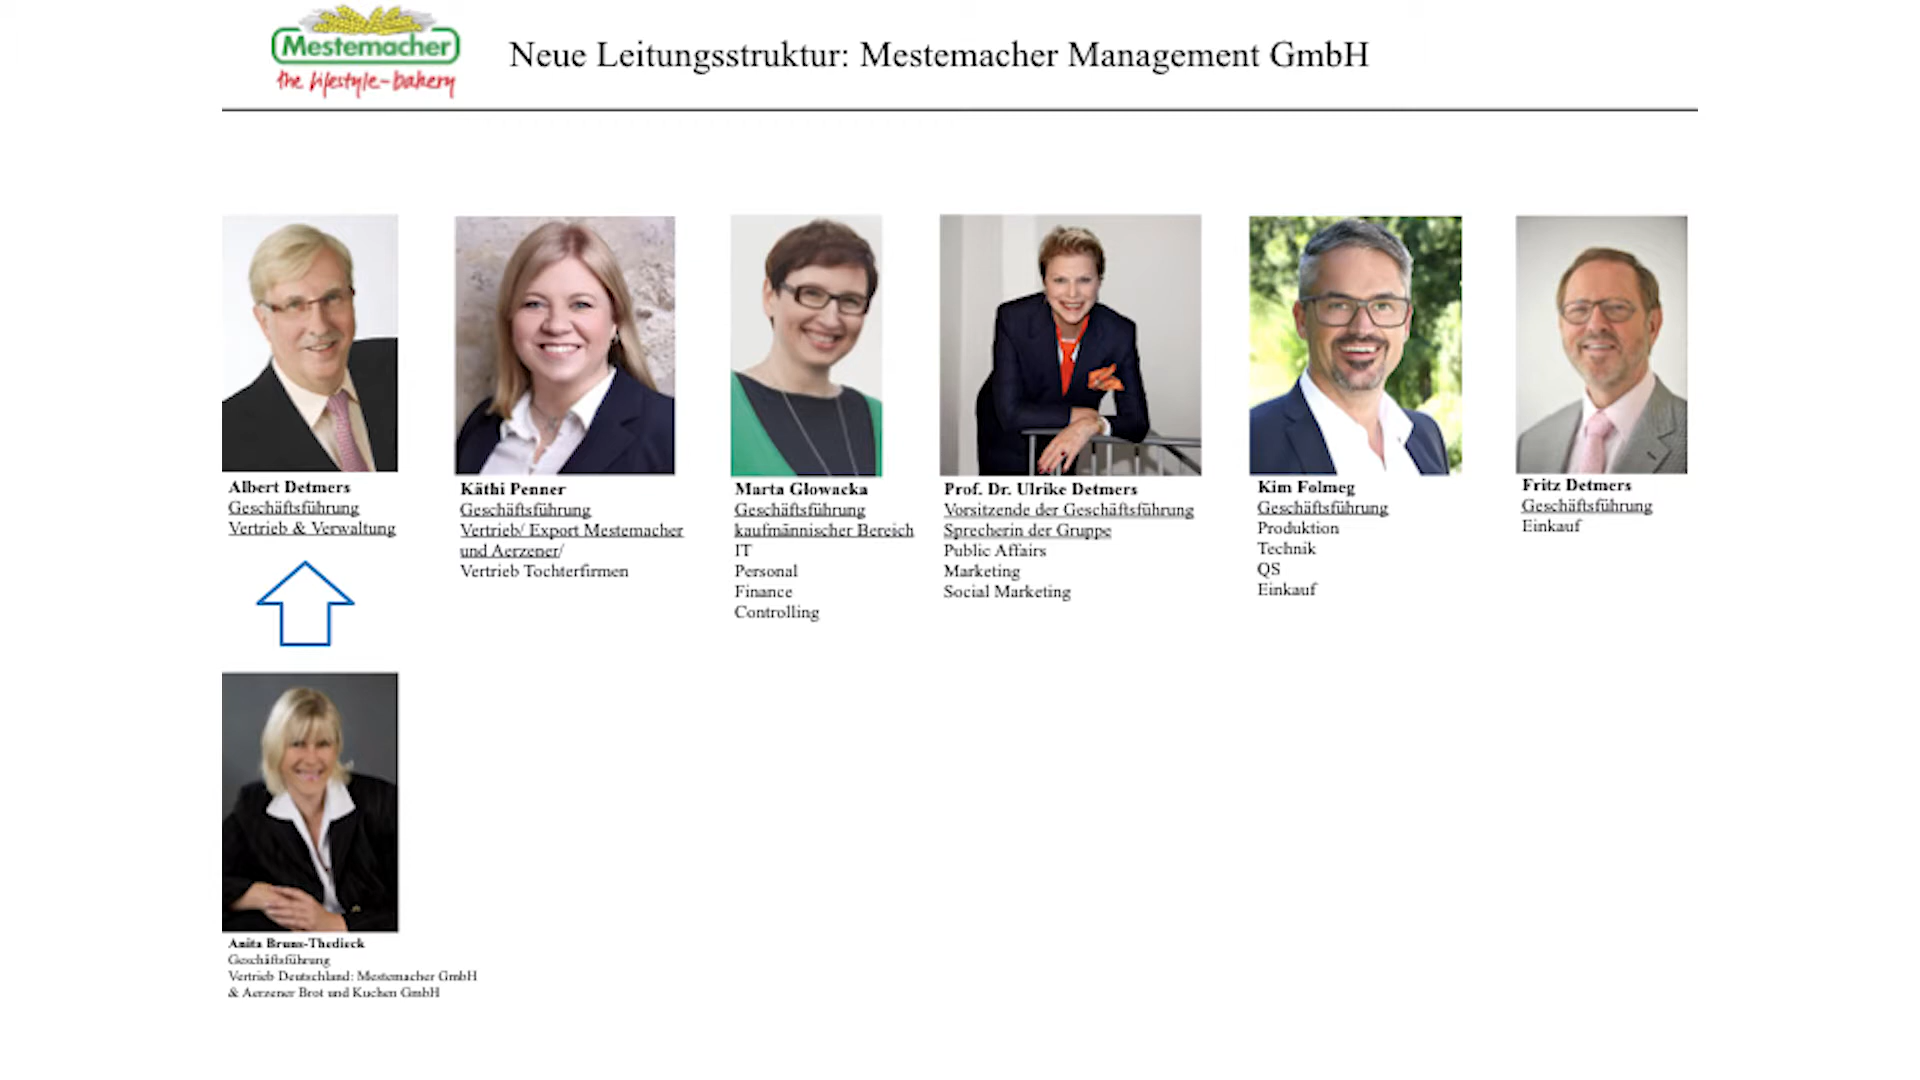 Mestemacher
the lifestyle-bakery
Neue Leitungsstruktur: Mestemacher Management GmbH
Albert Detmers
Geschäftsführung
Vertrieb & Verwaltung
Käthi Penner
Geschäftsführung
Vertrieb/ Export Mestemacher
und Aerzener/
Vertrieb Tochterfirmen
Marta Glowacka
Geschäftsführung
kaufmännischer Bereich
IT
Personal
Finance
Controlling
Prof. Dr. Ulrike Detmers
Vorsitzende der Geschäftsführung
Sprecherin der Gruppe
Public Affairs
Marketing
Social Marketing
Kim Folmeg
Geschäftsführung
Produktion
Technik
QS
Einkauf
Fritz Detmers
Geschäftsführung
Einkauf
Anita Bruns-Thedieck
Geschäftsführung
Vertrieb Deutschland: Mestemacher GmbH
& Aerzener Brot und Kuchen GmbH